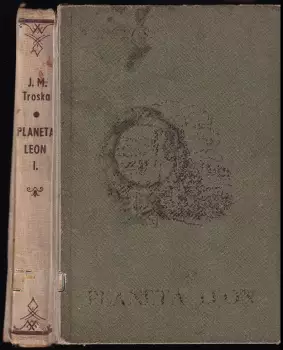 J. M.
Troska
PLANETA
LEON
I.
PLANETA LEON